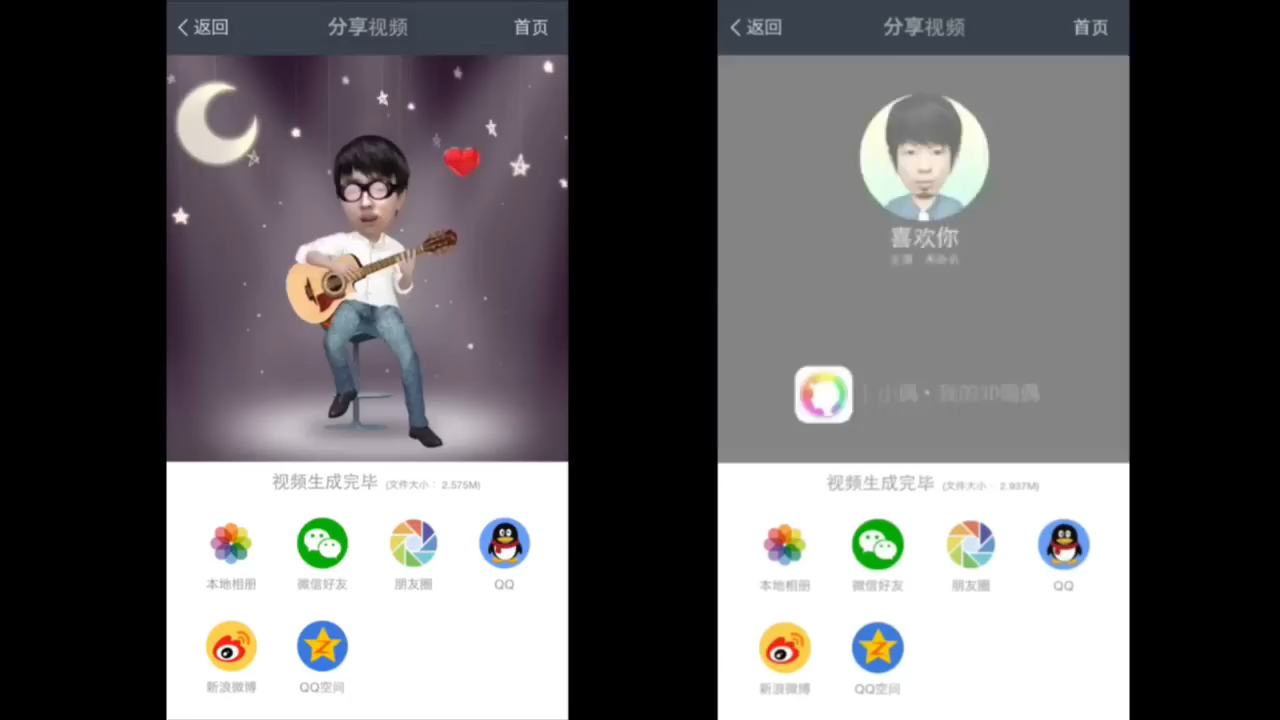 返回 分享视频 首页
视频生成完毕 (文件大小：2.575M)
本地相册 微信好友 朋友圈 QQ
新浪微博 QQ空间
返回 分享视频 首页
喜欢你
小偶·我的3D萌偶
视频生成完毕 (文件大小：2.937M)
本地相册 微信好友 朋友圈 QQ
新浪微博 QQ空间